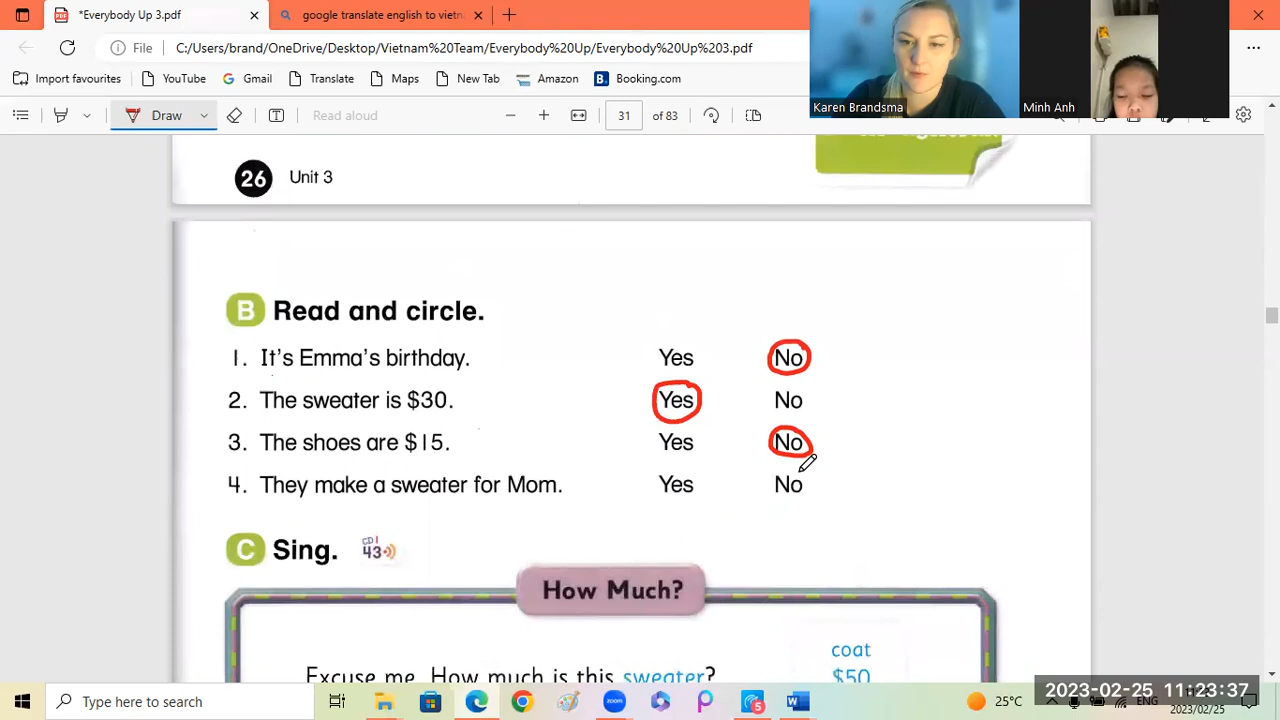 *Everybody Up 3.pdf
google translate english to vietn
File
C:/Users/brand/OneDrive/Desktop/Vietnam%20Team/Everybody%20Up/Everybody%20Up%203.pdf
Import favourites
YouTube
Gmail
Translate
Maps
New Tab
Amazon
B.
Booking.com
Karen Brandsma
Minh Anh
Draw
Read aloud
31
of 83
26
Unit 3
B Read and circle.
1. It's Emma's birthday. Yes No
2. The sweater is $30. Yes No
3. The shoes are $15. Yes No
4. They make a sweater for Mom. Yes No
C Sing.
CD 1
43
How Much?
coat
Excuse me. How much is this sweater?
$50
Type here to search
5
25°C
ENG
2023-02-25 11:23:37
2023/02/25